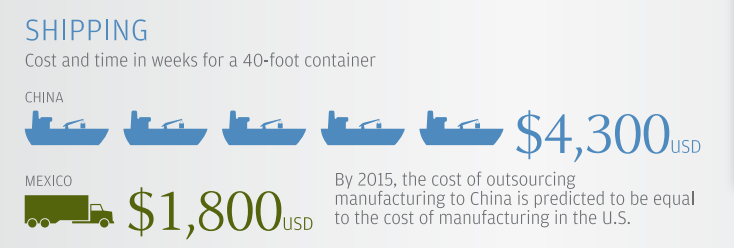 SHIPPING
Cost and time in weeks for a 40-foot container
CHINA
$4,300USD
MEXICO
$1,800USD
By 2015, the cost of outsourcing
manufacturing to China is predicted to be equal
to the cost of manufacturing in the U.S.